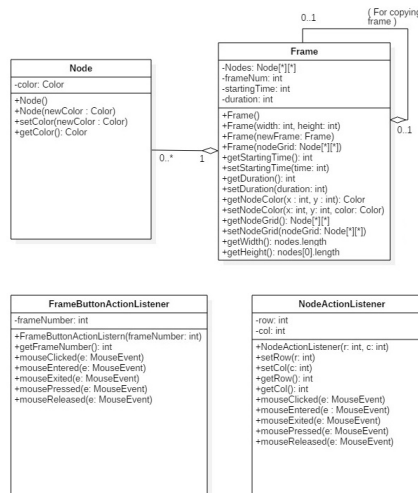 ( For copying
frame )
0..1
Node
-color: Color
+Node()
+Node(newColor : Color)
+setColor(newColor : Color)
+getColor(): Color
0..*
1
Frame
-Nodes: Node[*][*]
-frameNum: int
-startingTime: int
-duration: int
+Frame()
+Frame(width: int, height: int)
+Frame(newFrame: Frame)
+Frame(nodeGrid: Node[*][*])
+getStartingTime(): int
+setStartingTime(time: int)
+getDuration(): int
+setDuration(duration: int)
+getNodeColor(x : int, y : int): Color
+setNodeColor(x: int, y: int, color: Color)
+getNodeGrid(): Node[*][*]
+setNodeGrid(nodeGrid: Node[*][*])
+getWidth(): nodes.length
+getHeight(): nodes[0].length
0..1
FrameButtonActionListener
-frameNumber: int
+FrameButtonActionListern(frameNumber: int)
+getFrameNumber(): int
+mouseClicked(e: MouseEvent)
+mouseEntered(e: MouseEvent)
+mouseExited(e: MouseEvent)
+mousePressed(e: MouseEvent)
+mouseReleased(e: MouseEvent)
NodeActionListener
-row: int
-col: int
+NodeActionListener(r: int, c: int)
+setRow(r: int)
+setCol(c: int)
+getRow(): int
+getCol(): int
+mouseClicked(e: MouseEvent)
+mouseEntered(e : MouseEvent)
+mouseExited(e: MouseEvent)
+mousePressed(e: MouseEvent)
+mouseReleased(e: MouseEvent)